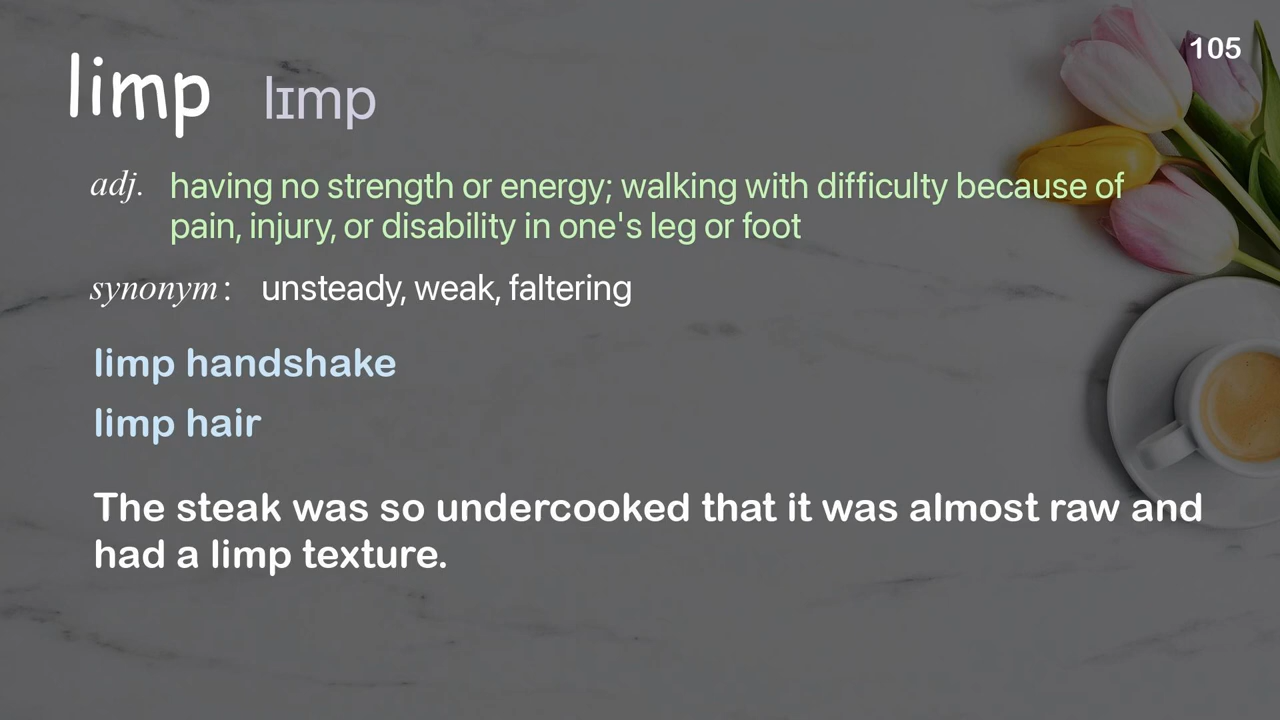 105
limp lɪmp
adj. having no strength or energy; walking with difficulty because of
pain, injury, or disability in one's leg or foot
synonym : unsteady, weak, faltering
limp handshake
limp hair
The steak was so undercooked that it was almost raw and
had a limp texture.